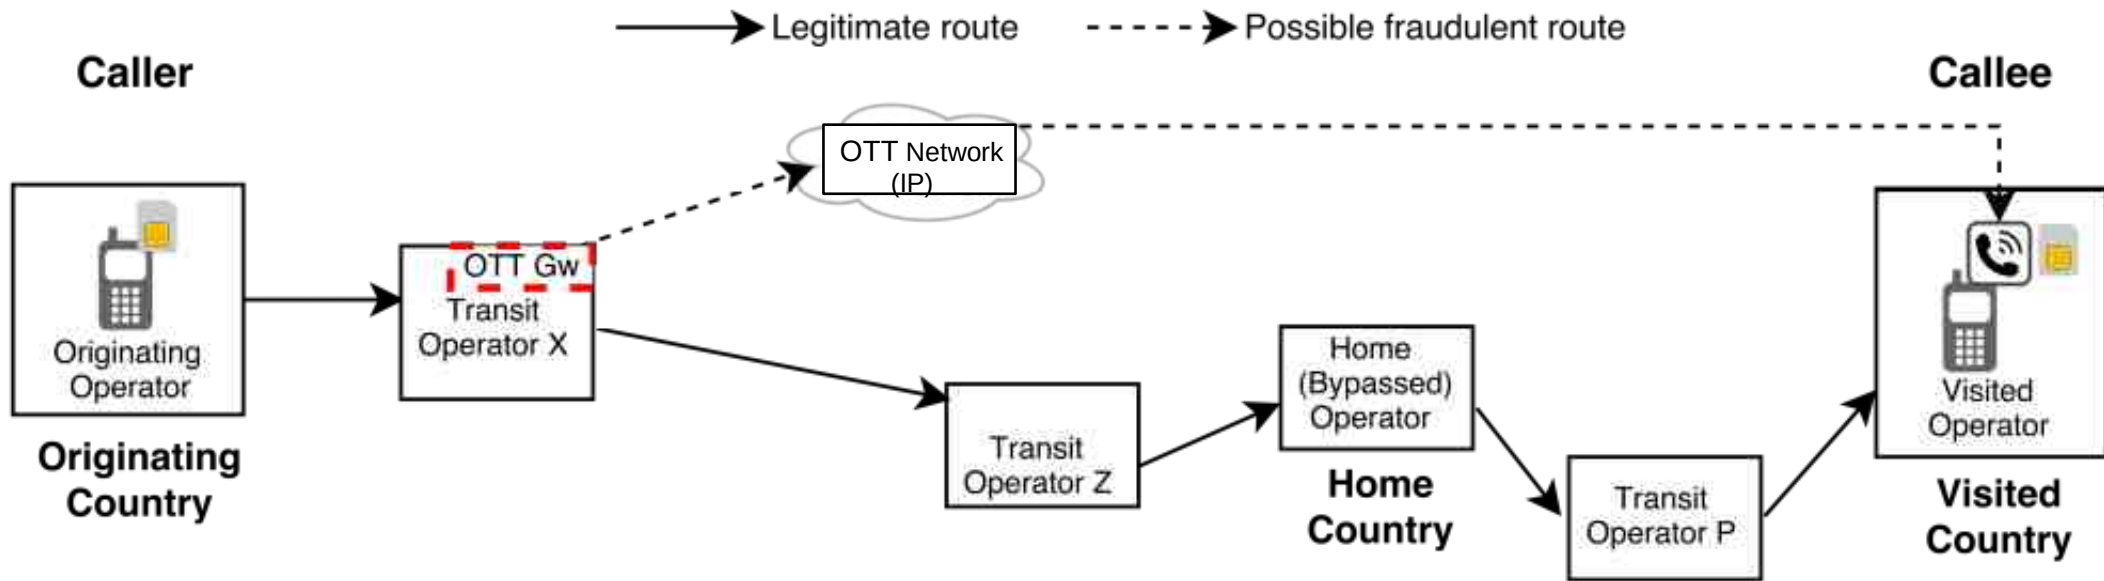 Legitimate route
Possible fraudulent route
Caller
Callee
OTT Network
(IP)
OTT Gw
Transit
Operator X
Originating
Operator
Originating
Country
Transit
Operator Z
Home
(Bypassed)
Operator
Home
Country
Transit
Operator P
Visited
Operator
Visited
Country